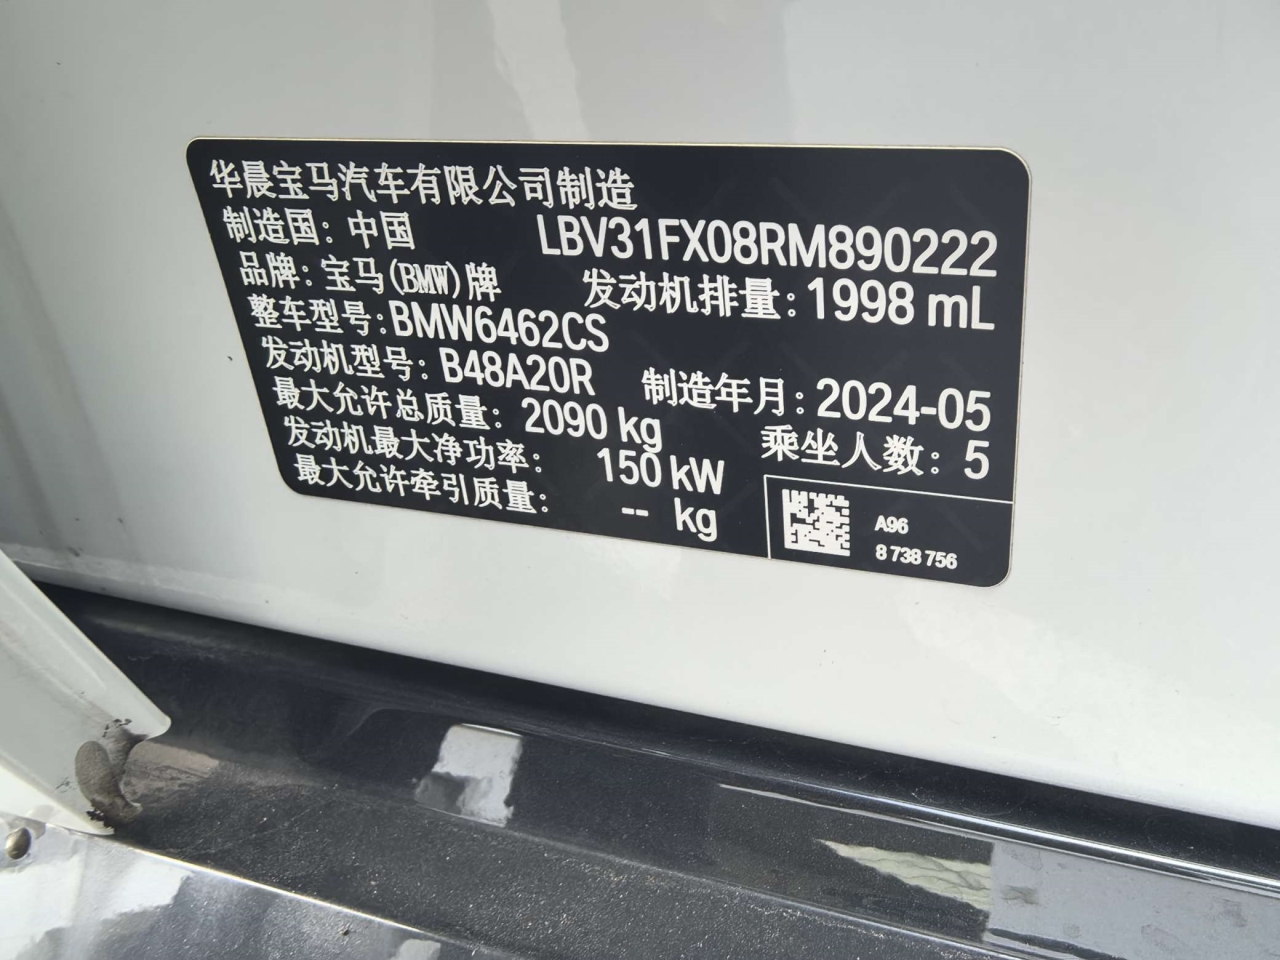 华晨宝马汽车有限公司制造
制造国：中国
LBV31FX08RM890222
品牌：宝马(BMW)牌
发动机排量：1998 mL
整车型号：BMW6462CS
发动机型号：B48A20R
制造年月：2024-05
最大允许总质量：2090 kg
乘坐人数：5
发动机最大净功率：150 kW
最大允许牵引质量：-- kg
A96
8 738 756